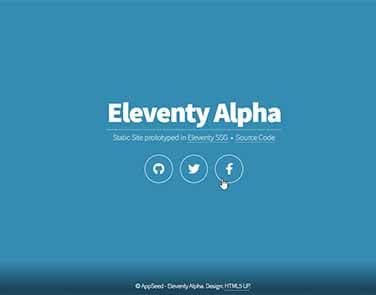 Eleventy Alpha
Static Site prototyped in Eleventy SSG • Source Code
© AppSeed - Eleventy Alpha. Design: HTML5 UP.